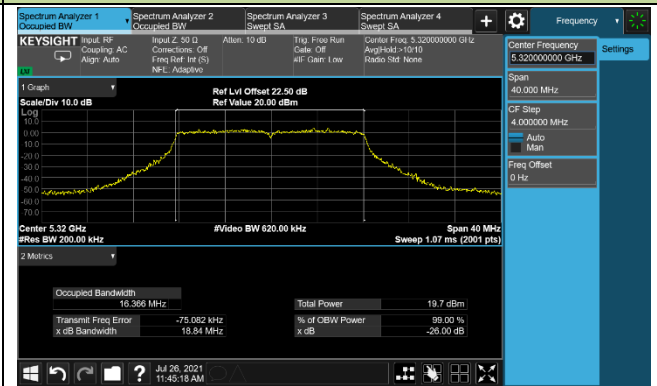 Spectrum Analyzer 1
Occupied BW
Spectrum Analyzer 2
Occupied BW
Spectrum Analyzer 3
Swept SA
Spectrum Analyzer 4
Swept SA
+
Frequency
KEYSIGHT
Input: RF
Coupling: AC
Align: Auto
Input Z: 50 Ω
Corrections: Off
Freq Ref: Int (S)
NFE: Adaptive
Atten: 10 dB
Trig: Free Run
Gate: Off
#IF Gain: Low
Center Freq: 5.320000000 GHz
Avg|Hold:>10/10
Radio Std: None
Center Frequency
5.320000000 GHz
Settings
Span
40.000 MHz
CF Step
4.000000 MHz
Auto
Man
Freq Offset
0 Hz
1 Graph
Scale/Div 10.0 dB
Ref Lvl Offset 22.50 dB
Ref Value 20.00 dBm
Log
10.0
0.00
-10.0
-20.0
-30.0
-40.0
-50.0
-60.0
-70.0
Center 5.32 GHz
#Res BW 200.00 kHz
#Video BW 620.00 kHz
Span 40 MHz
Sweep 1.07 ms (2001 pts)
2 Metrics
Occupied Bandwidth
16.366 MHz
Total Power
19.7 dBm
Transmit Freq Error
-75.082 kHz
% of OBW Power
99.00 %
x dB Bandwidth
18.84 MHz
x dB
-26.00 dB
?
Jul 26, 2021
11:45:18 AM